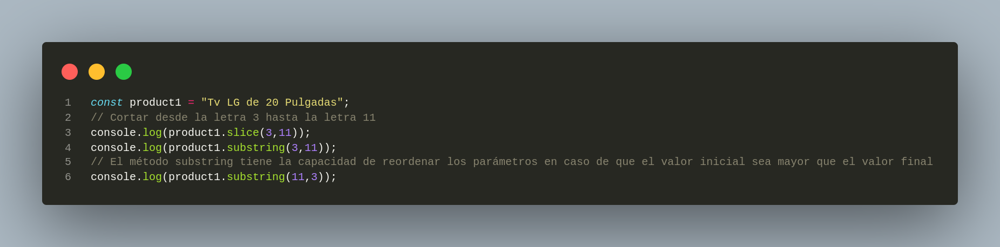 1 const product1 = "Tv LG de 20 Pulgadas";
2 // Cortar desde la letra 3 hasta la letra 11
3 console.log(product1.slice(3,11));
4 console.log(product1.substring(3,11));
5 // El método substring tiene la capacidad de reordenar los parámetros en caso de que el valor inicial sea mayor que el valor final
6 console.log(product1.substring(11,3));